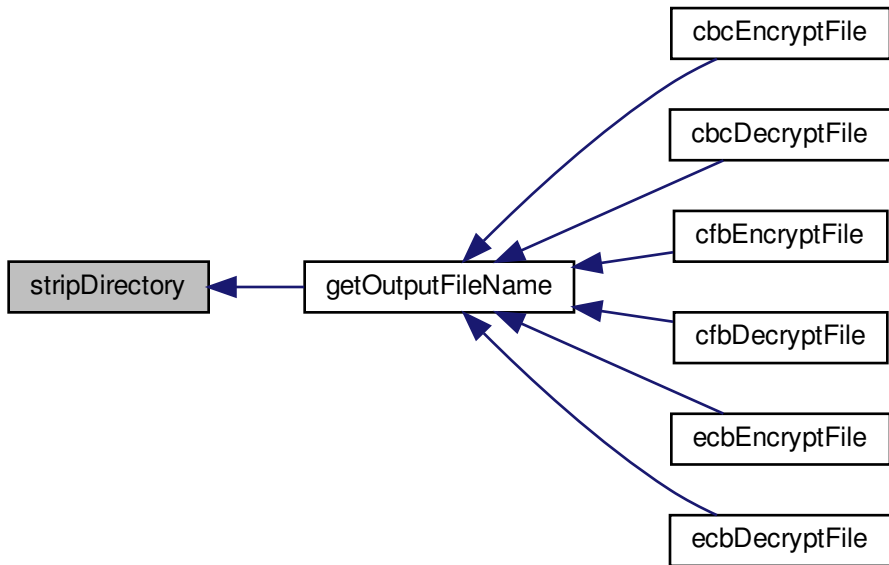 stripDirectory
getOutputFileName
cbcEncryptFile
cbcDecryptFile
cfbEncryptFile
cfbDecryptFile
ecbEncryptFile
ecbDecryptFile